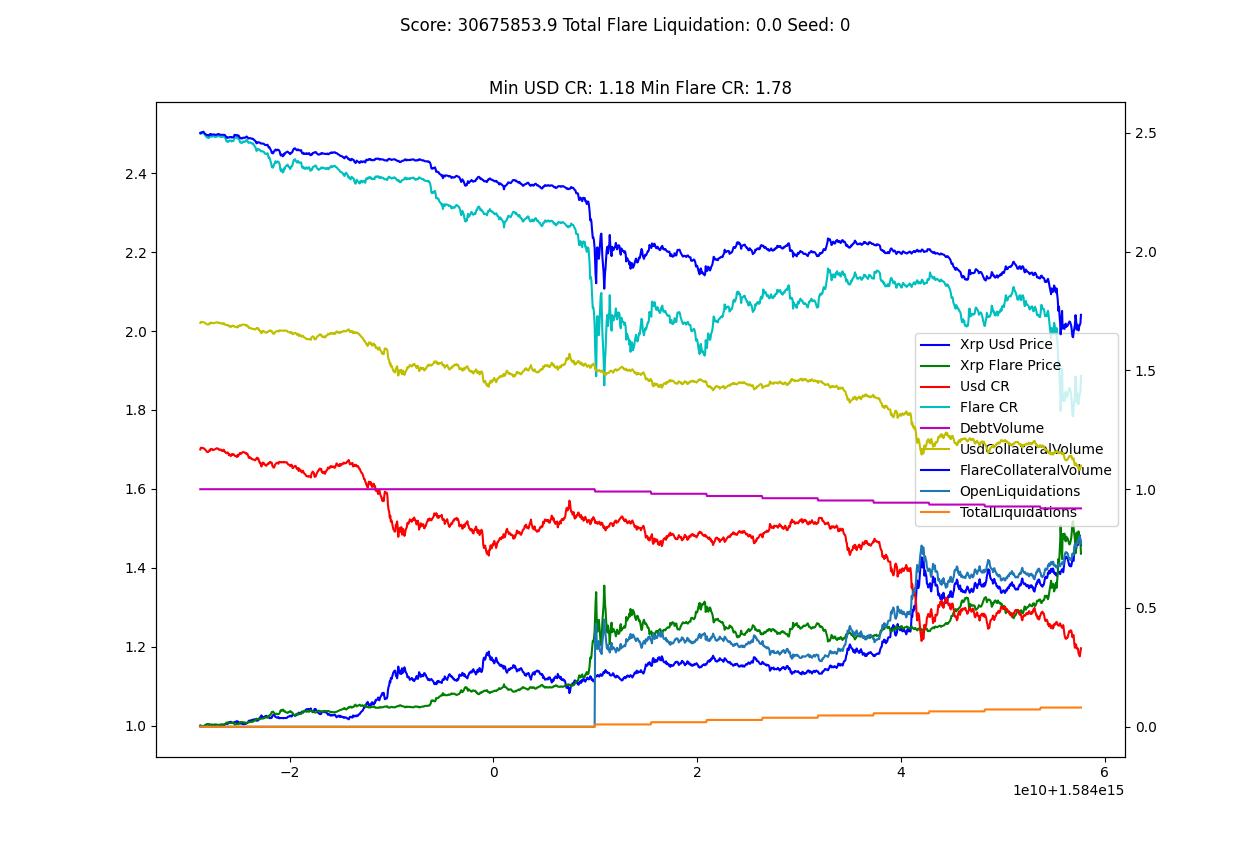 Score: 30675853.9 Total Flare Liquidation: 0.0 Seed: 0
Min USD CR: 1.18 Min Flare CR: 1.78
2.4
2.2
2.0
1.8
1.6
1.4
1.2
1.0
2.5
2.0
1.5
1.0
0.5
0.0
Xrp Usd Price
Xrp Flare Price
Usd CR
Flare CR
DebtVolume
UsdCollateralVolume
FlareCollateralVolume
OpenLiquidations
TotalLiquidations
−2 0 2 4 6
1e10+1.584e15